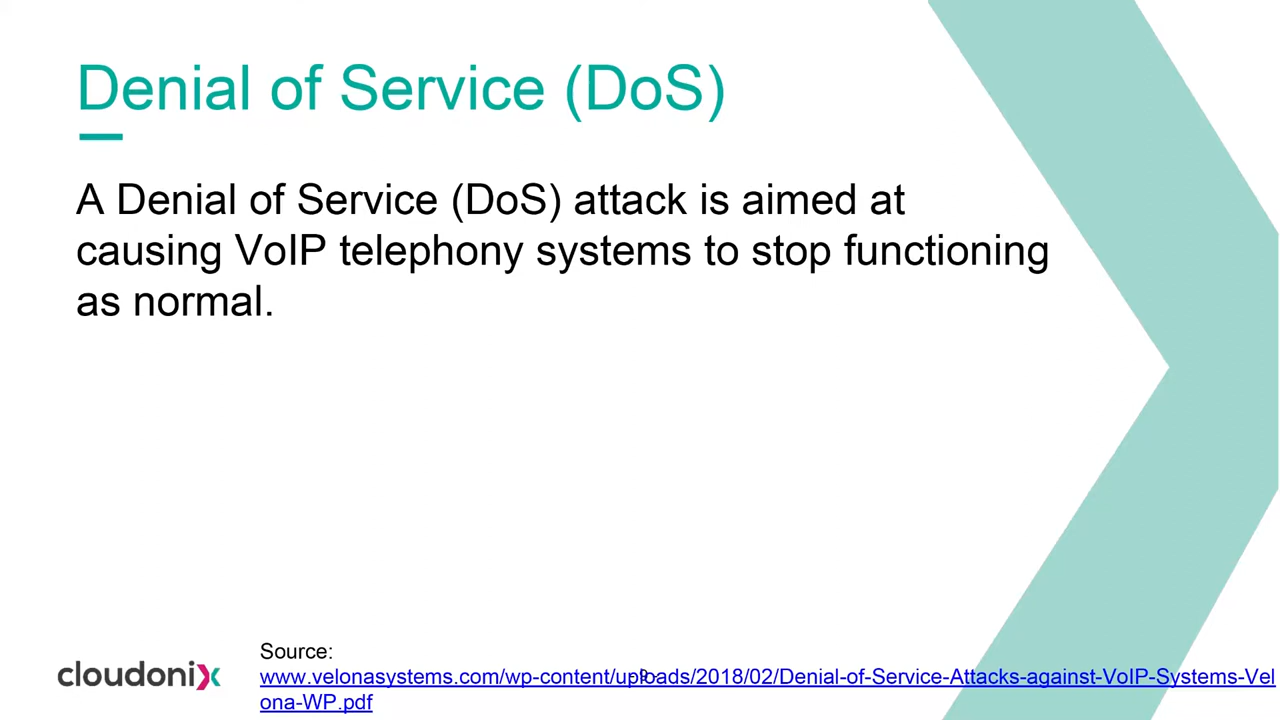 Denial of Service (DoS)
A Denial of Service (DoS) attack is aimed at
causing VoIP telephony systems to stop functioning
as normal.
cloudonix
Source:
www.velonasystems.com/wp-content/uploads/2018/02/Denial-of-Service-Attacks-against-VoIP-Systems-Vel
ona-WP.pdf